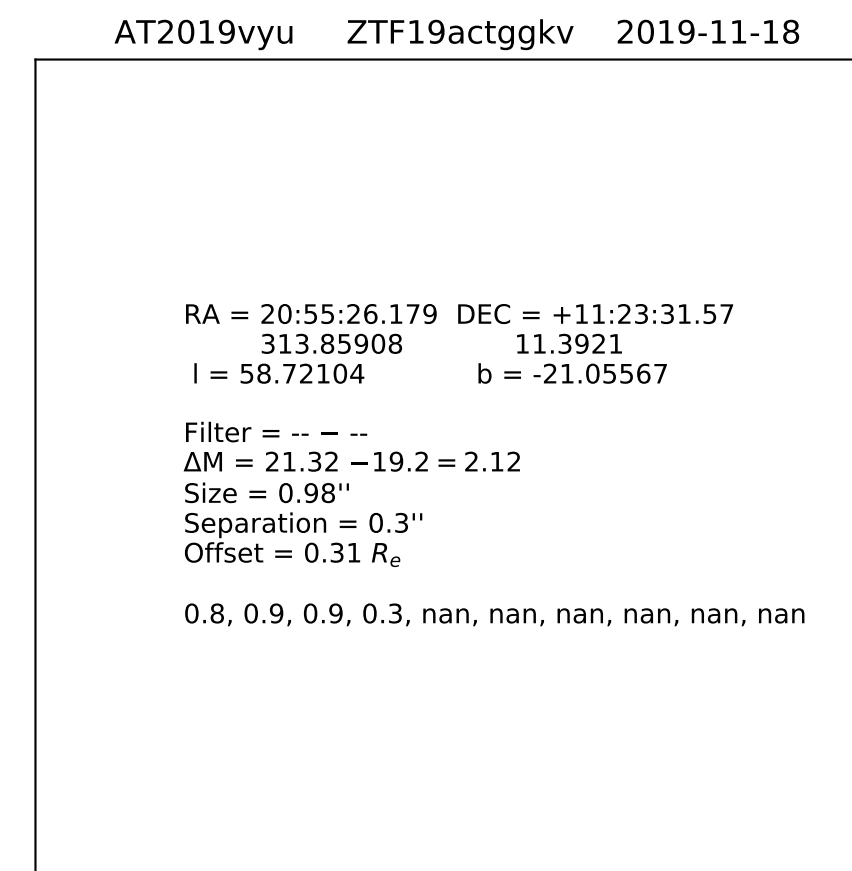 AT2019vyu ZTF19actggkv 2019-11-18
RA = 20:55:26.179 DEC = +11:23:31.57
313.85908 11.3921
l = 58.72104 b = -21.05567
Filter = -- − --
ΔM = 21.32 −19.2 = 2.12
Size = 0.98''
Separation = 0.3''
Offset = 0.31 Rₑ
0.8, 0.9, 0.9, 0.3, nan, nan, nan, nan, nan, nan